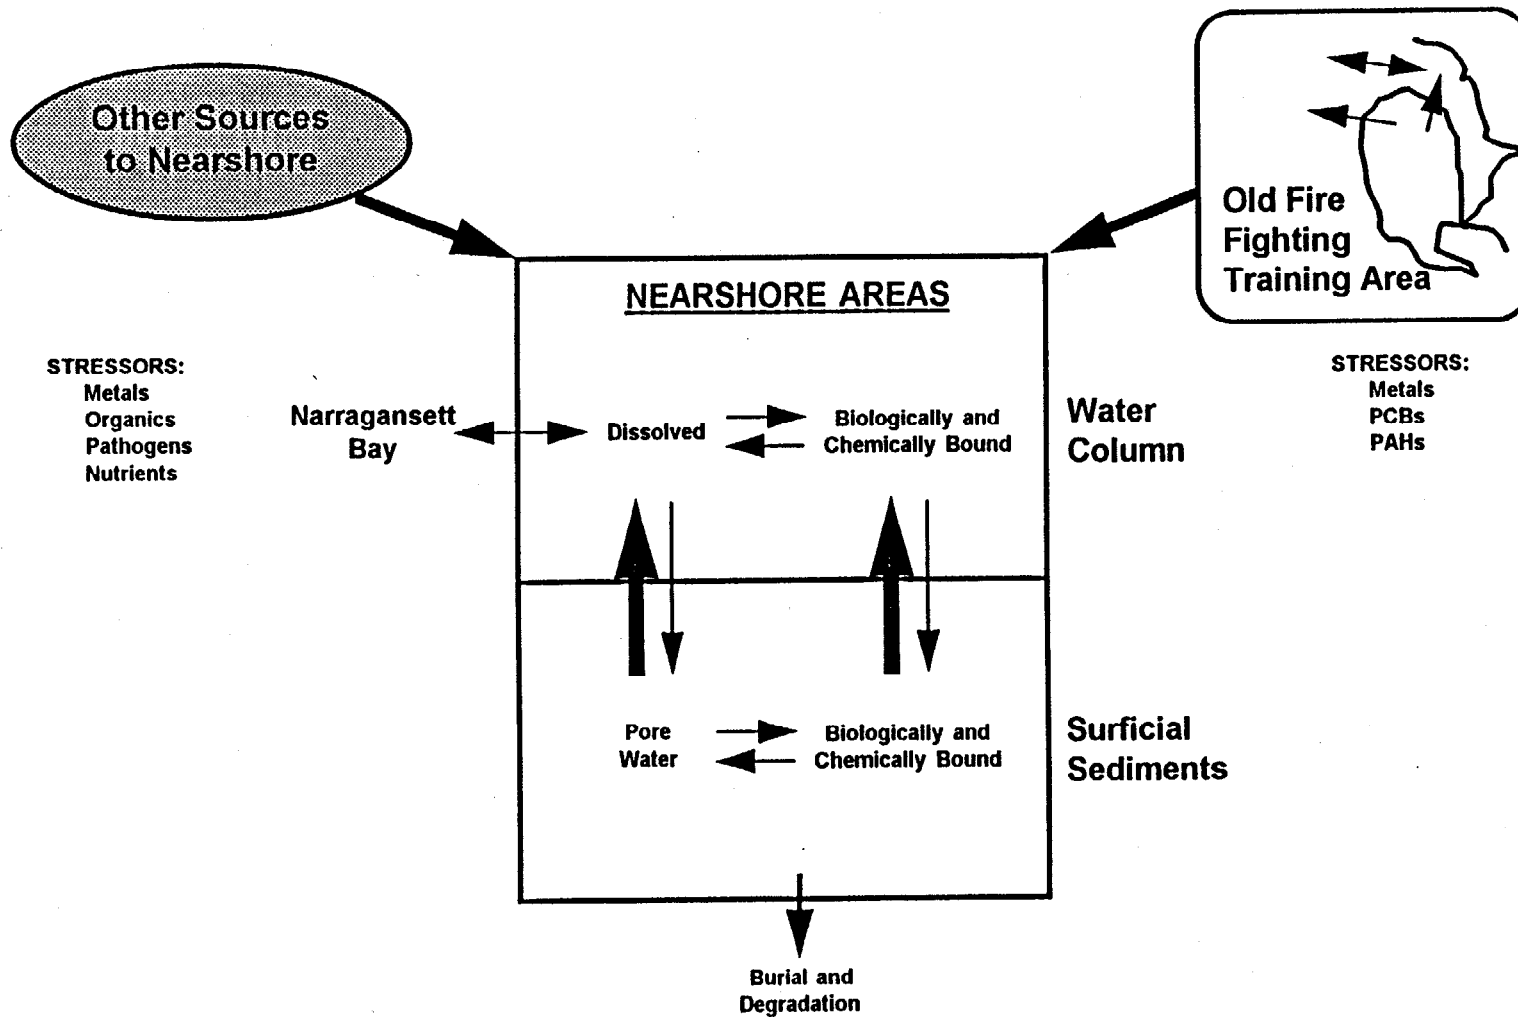 Other Sources
to Nearshore
Old Fire
Fighting
Training Area
NEARSHORE AREAS
STRESSORS:
Metals
Organics
Pathogens
Nutrients
Narragansett
Bay
Dissolved
Biologically and
Chemically Bound
Water
Column
STRESSORS:
Metals
PCBs
PAHs
Pore
Water
Biologically and
Chemically Bound
Surficial
Sediments
Burial and
Degradation